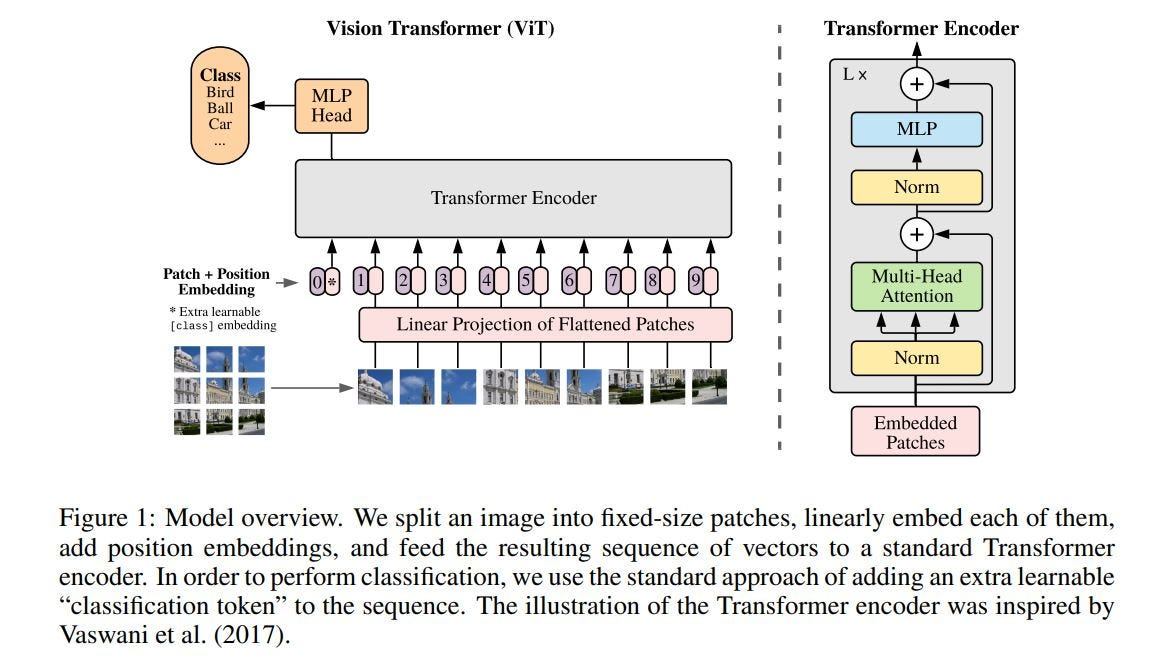 Vision Transformer (ViT)
Class
Bird
Ball
Car
...
MLP
Head
Transformer Encoder
Patch + Position
Embedding
0 * 1 2 3 4 5 6 7 8 9
* Extra learnable
[class] embedding
Linear Projection of Flattened Patches
Transformer Encoder
L ×
+
MLP
Norm
+
Multi-Head
Attention
Norm
Embedded
Patches
Figure 1: Model overview. We split an image into fixed-size patches, linearly embed each of them,
add position embeddings, and feed the resulting sequence of vectors to a standard Transformer
encoder. In order to perform classification, we use the standard approach of adding an extra learnable
“classification token” to the sequence. The illustration of the Transformer encoder was inspired by
Vaswani et al. (2017).